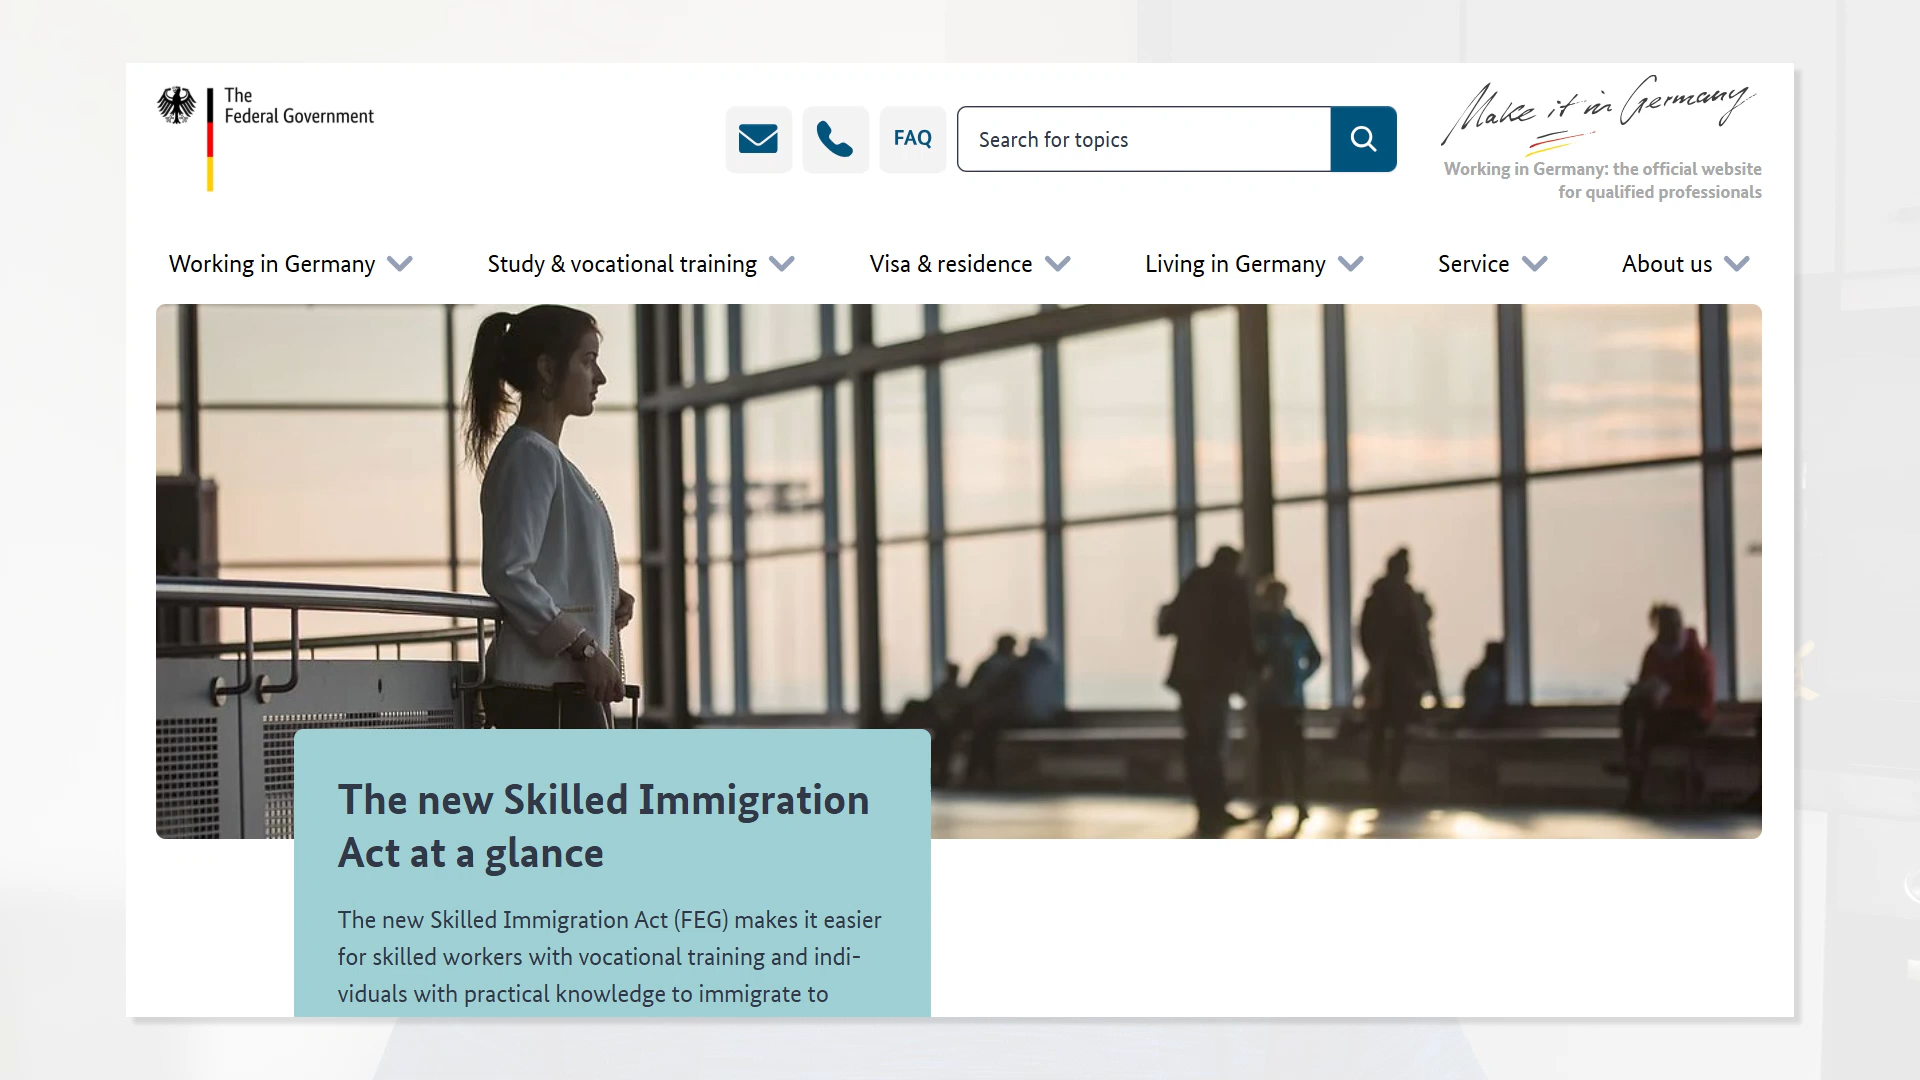 The
Federal Government
FAQ
Search for topics
Make it in Germany
Working in Germany: the official website
for qualified professionals
Working in Germany
Study & vocational training
Visa & residence
Living in Germany
Service
About us
The new Skilled Immigration
Act at a glance
The new Skilled Immigration Act (FEG) makes it easier
for skilled workers with vocational training and indi-
viduals with practical knowledge to immigrate to